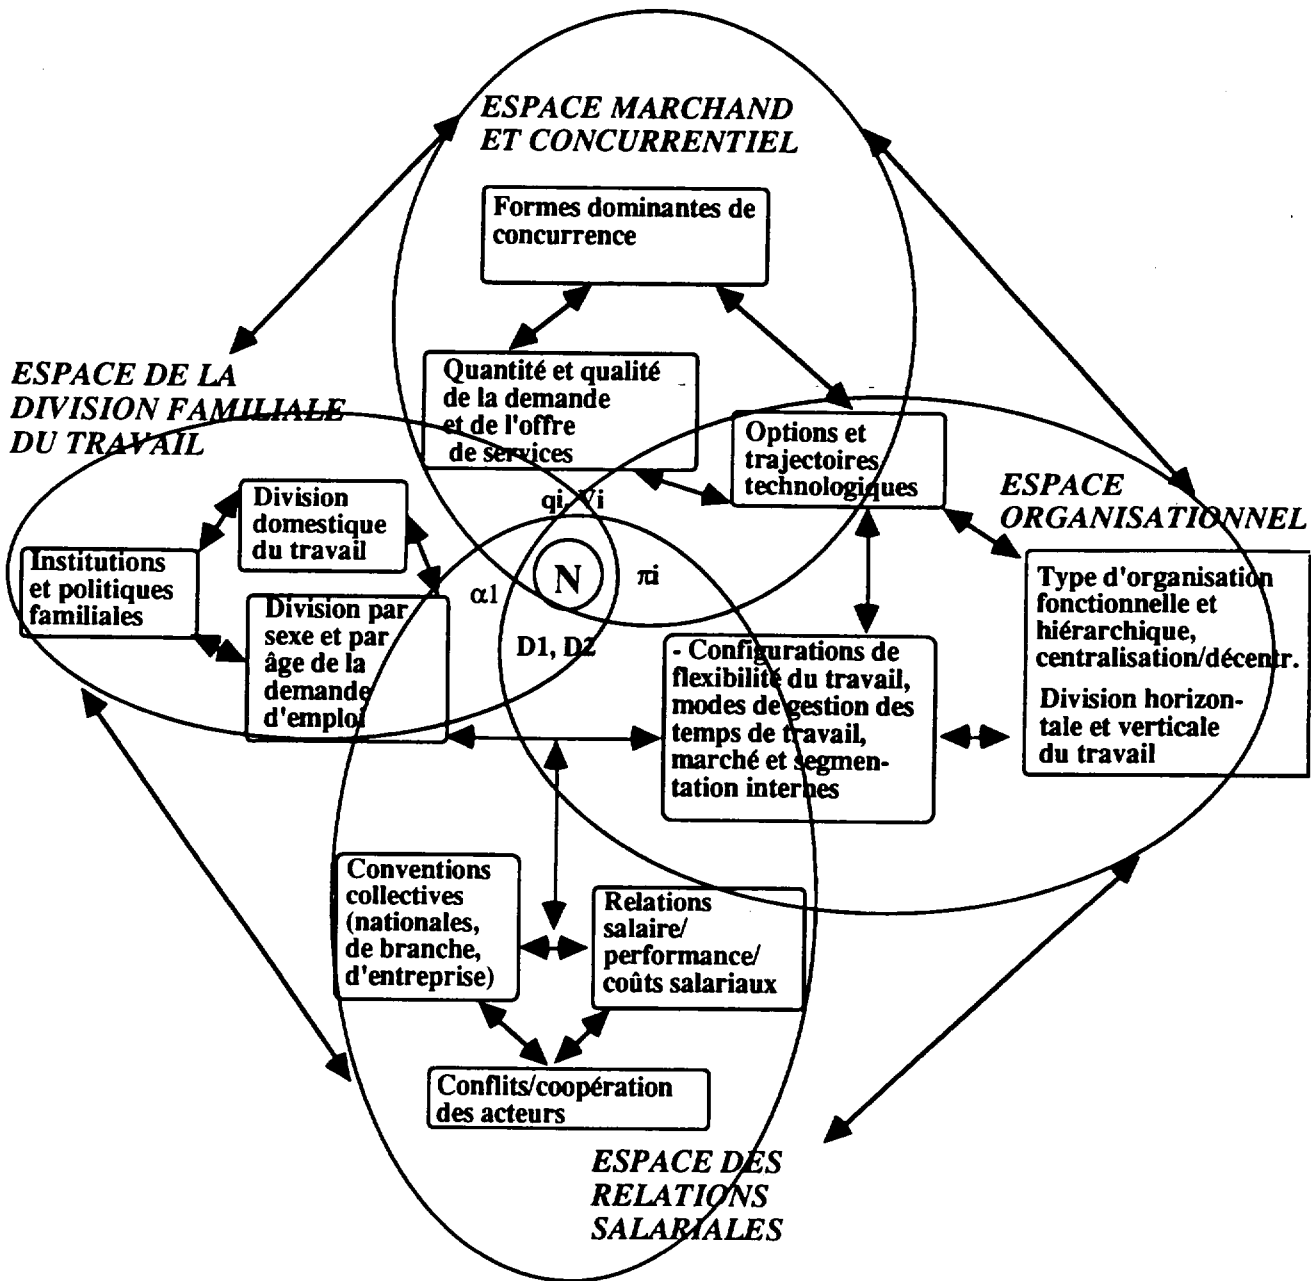 ESPACE MARCHAND
ET CONCURRENTIEL
Formes dominantes de
concurrence
Quantité et qualité
de la demande
et de l'offre
de services
Options et
trajectoires
technologiques
ESPACE DE LA
DIVISION FAMILIALE
DU TRAVAIL
Division
domestique
du travail
Institutions
et politiques
familiales
Division par
sexe et par
âge de la
demande
d'emploi
ESPACE
ORGANISATIONNEL
Type d'organisation
fonctionnelle et
hiérarchique,
centralisation/décentr.
Division horizon-
tale et verticale
du travail
qi, Vi
N
πi
α1
D1, D2
- Configurations de
flexibilité du travail,
modes de gestion des
temps de travail,
marché et segmen-
tation internes
Conventions
collectives
(nationales,
de branche,
d'entreprise)
Relations
salaire/
performance/
coûts salariaux
Conflits/coopération
des acteurs
ESPACE DES
RELATIONS
SALARIALES